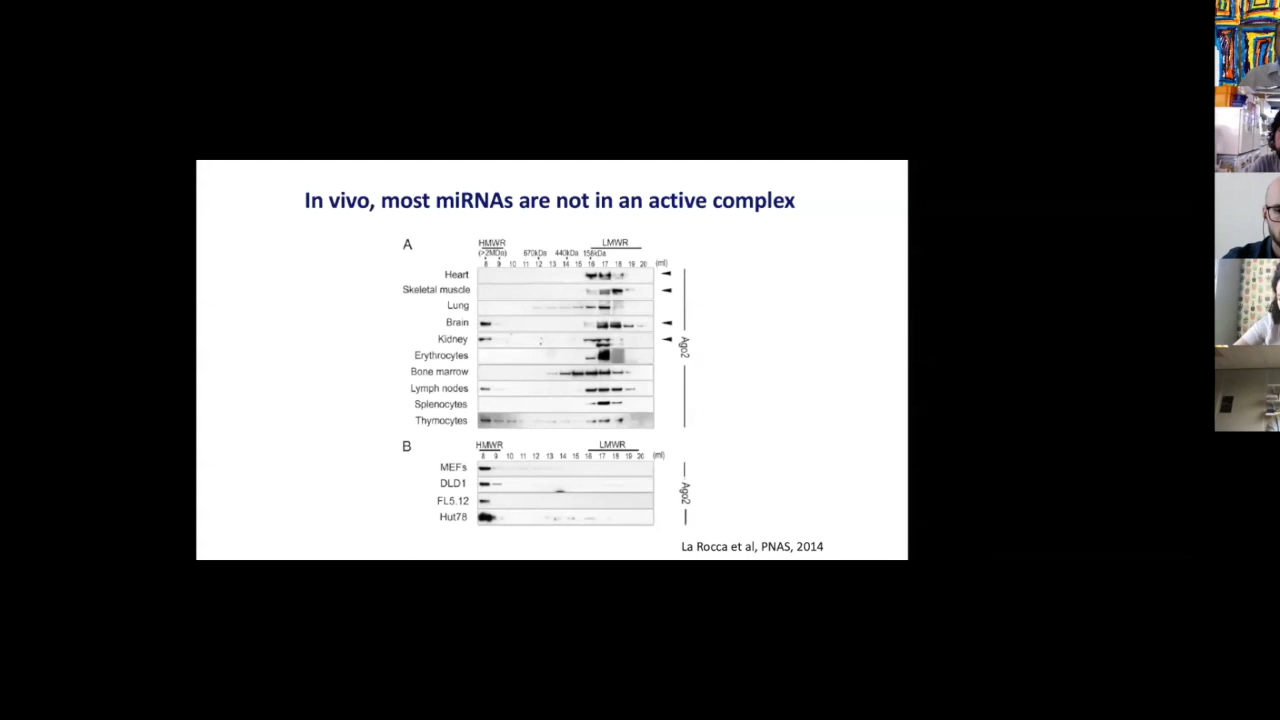 In vivo, most miRNAs are not in an active complex
A
HMWR LMWR
(>2MDa) 670kDa 440kDa 158kDa
8 9 10 11 12 13 14 15 16 17 18 19 20 (ml)
Heart
Skeletal muscle
Lung
Brain
Kidney
Erythrocytes
Bone marrow
Lymph nodes
Splenocytes
Thymocytes
Ago2
B
HMWR LMWR
8 9 10 11 12 13 14 15 16 17 18 19 20 (ml)
MEFs
DLD1
FL5.12
Hut78
Ago2
La Rocca et al, PNAS, 2014